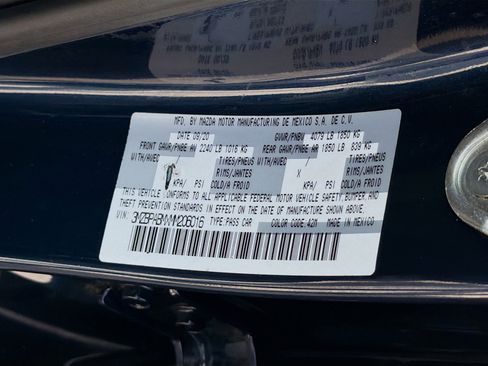 MFD. BY MAZDA MOTOR MANUFACTURING DE MEXICO S.A. DE C.V.
DATE 09/20 GVWR/PNBV 4079 LB 1850 KG
FRONT GAWR/PNBE AV 2240 LB 1016 KG REAR GAWR/PNBE AR 1850 LB 839 KG
WITH/AVEC TIRES/PNEUS WITH/AVEC / TIRES/PNEUS
RIMS/JANTES X RIMS/JANTES
KPA/ PSI COLD/A FROID KPA/ PSI COLD/A FROID
THIS VEHICLE CONFORMS TO ALL APPLICABLE FEDERAL MOTOR VEHICLE SAFETY, BUMPER, AND
THEFT PREVENTION STANDARDS IN EFFECT ON THE DATE OF MANUFACTURE SHOWN ABOVE.
VIN: TYPE:PASS CAR COLOR CODE:42M MADE IN MEXICO